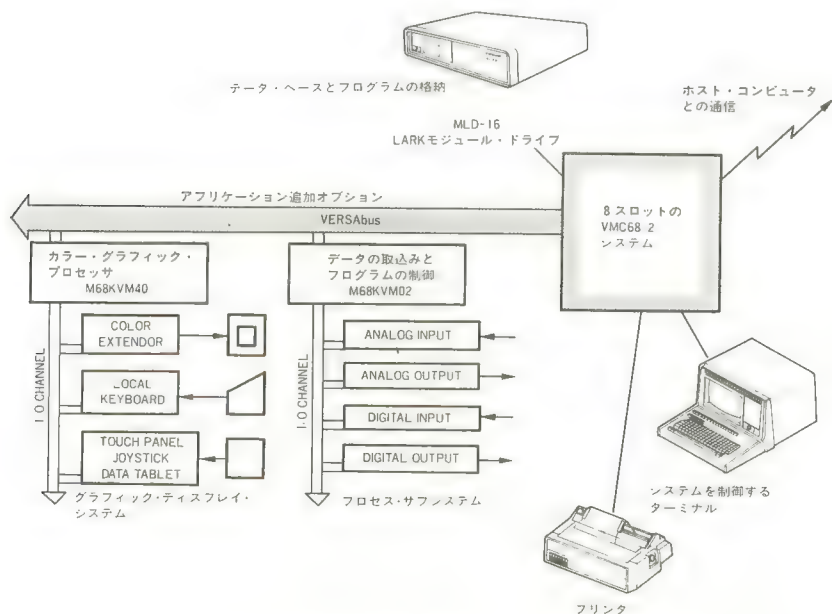 データ・ベースとプログラムの格納
ホスト・コンピュータ
との通信
MLD-16
LARKモジュール・ドライブ
アプリケーション追加オプション
VERSAbus
8スロットの
VMC68 2
システム
カラー・グラフィック・
プロセッサ
M68KVM40
データの取込みと
プログラムの制御
M68KVM02
I/O CHANNEL
COLOR
EXTENDOR
LOCAL
KEYBOARD
TOUCH PANEL
JOYSTICK
DATA TABLET
グラフィック・ディスプレイ・
システム
I/O CHANNEL
ANALOG INPUT
ANALOG OUTPUT
DIGITAL INPUT
DIGITAL OUTPUT
プロセス・サブシステム
システムを制御する
ターミナル
プリンタ